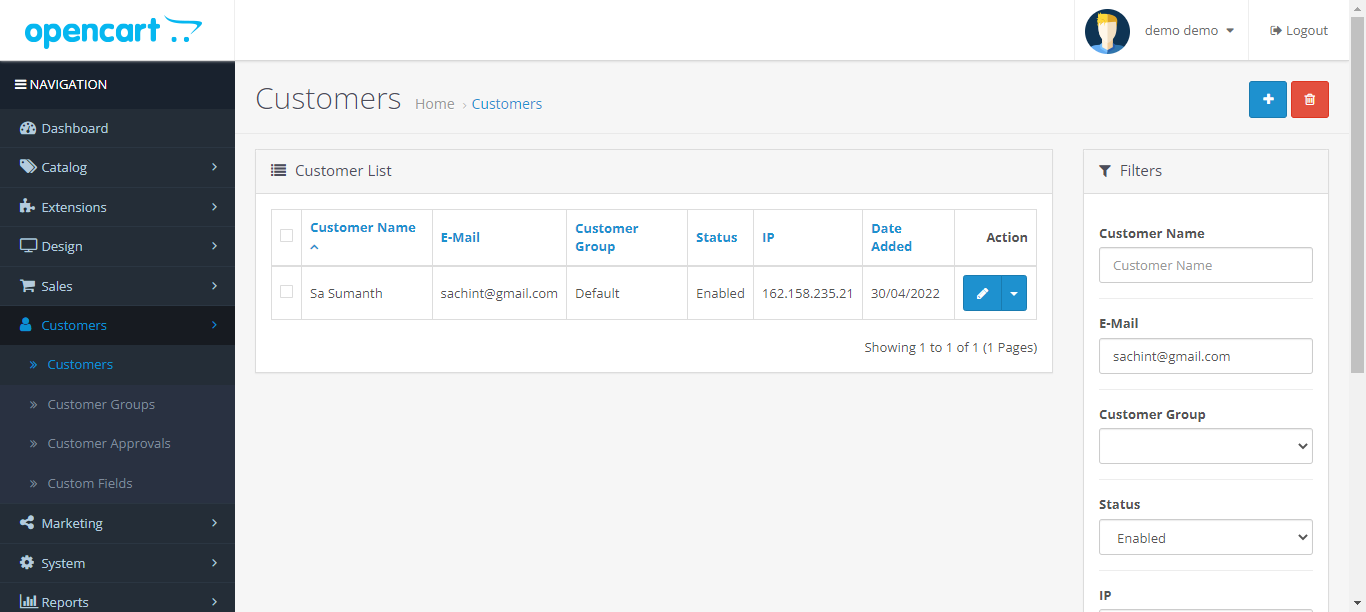 opencart
demo demo
Logout
NAVIGATION
Dashboard
Catalog
Extensions
Design
Sales
Customers
Customers
Customer Groups
Customer Approvals
Custom Fields
Marketing
System
Reports
Customers Home › Customers
Customer List
Customer Name E-Mail Customer Group Status IP Date Added Action
Sa Sumanth sachint@gmail.com Default Enabled 162.158.235.21 30/04/2022
Showing 1 to 1 of 1 (1 Pages)
Filters
Customer Name
Customer Name
E-Mail
sachint@gmail.com
Customer Group
Status
Enabled
IP